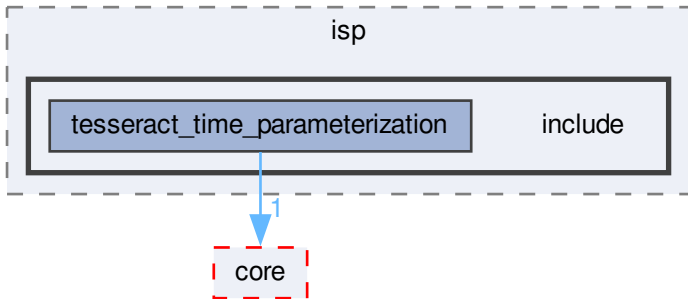 isp
tesseract_time_parameterization
include
1
core